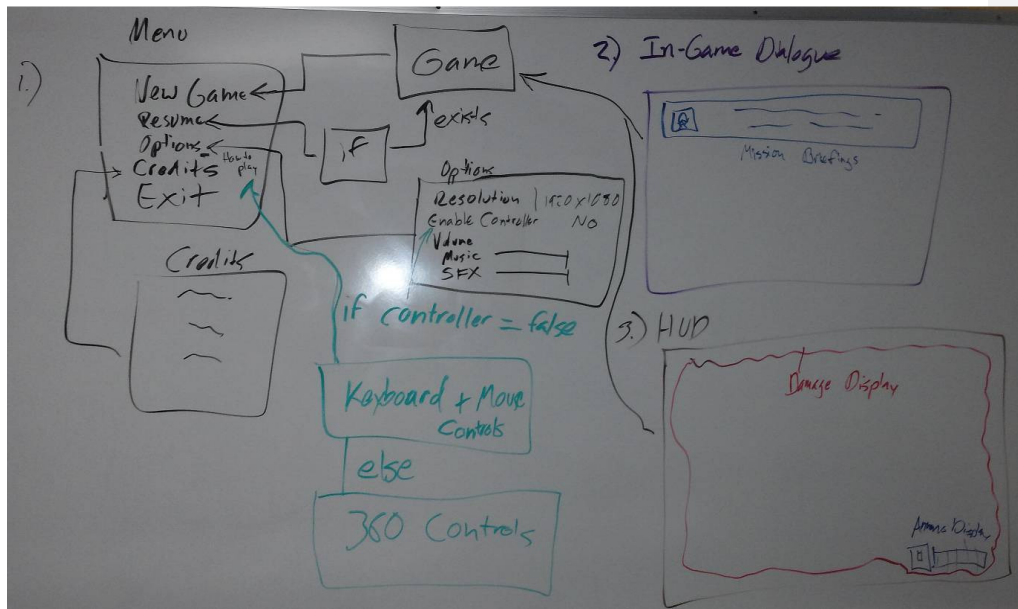 1.)
Menu
New Game
Resume
Options
How to play
Credits
Exit
Game
if
exists
Options
Resolution | 1920x1080
Enable Controller No
Volume
Music
SFX
Credits
if controller = false
Keyboard + Mouse
Controls
else
360 Controls
2) In-Game Dialogue
Mission Briefings
3.) HUD
Damage Display
Ammo Display